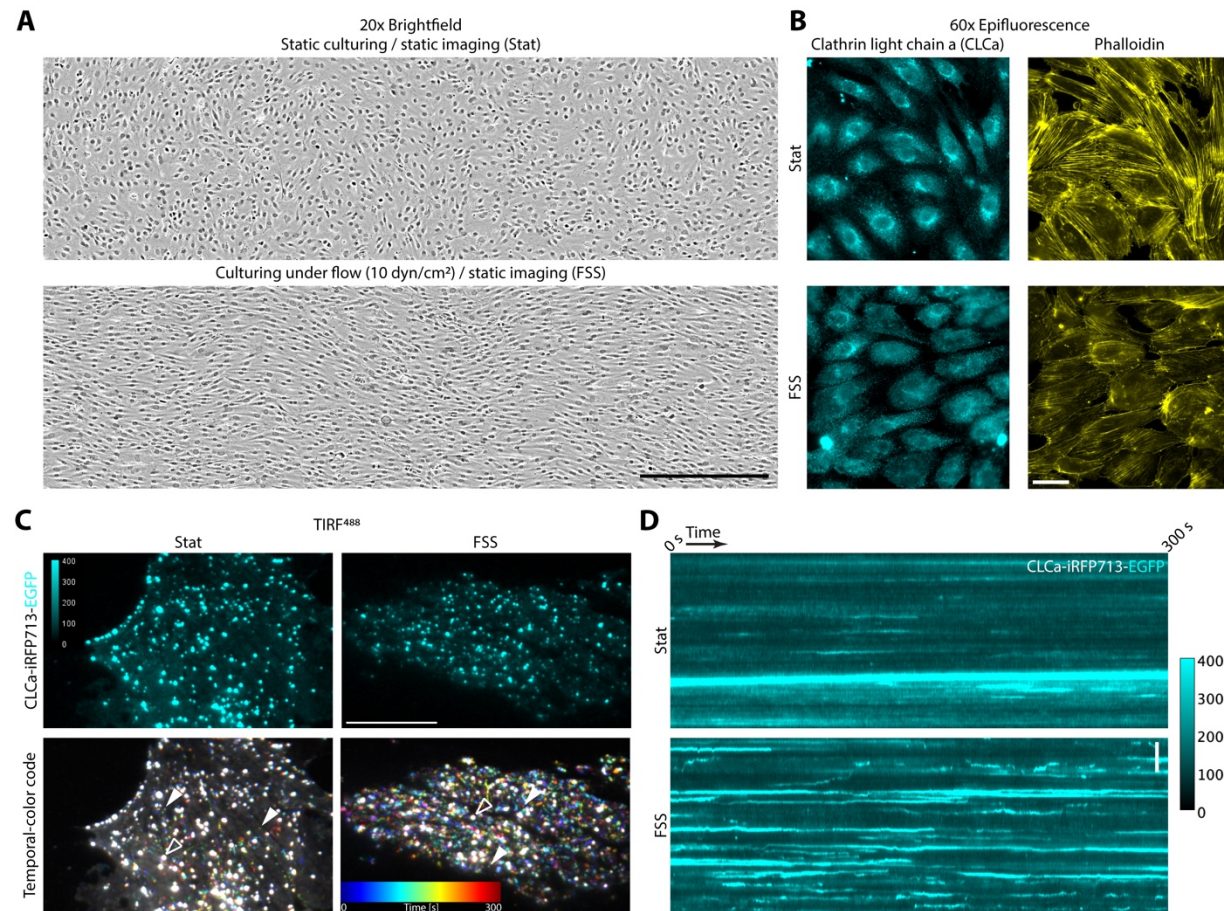 A
20x Brightfield
Static culturing / static imaging (Stat)
Culturing under flow (10 dyn/cm²) / static imaging (FSS)
B
60x Epifluorescence
Clathrin light chain a (CLCa)
Phalloidin
Stat
FSS
C
TIRF⁴⁸⁸
Stat
FSS
CLCa-iRFP713-EGFP
400
300
200
100
0
Temporal-color code
0
Time [s]
300
D
0 s
Time
300 s
CLCa-iRFP713-EGFP
Stat
FSS
400
300
200
100
0